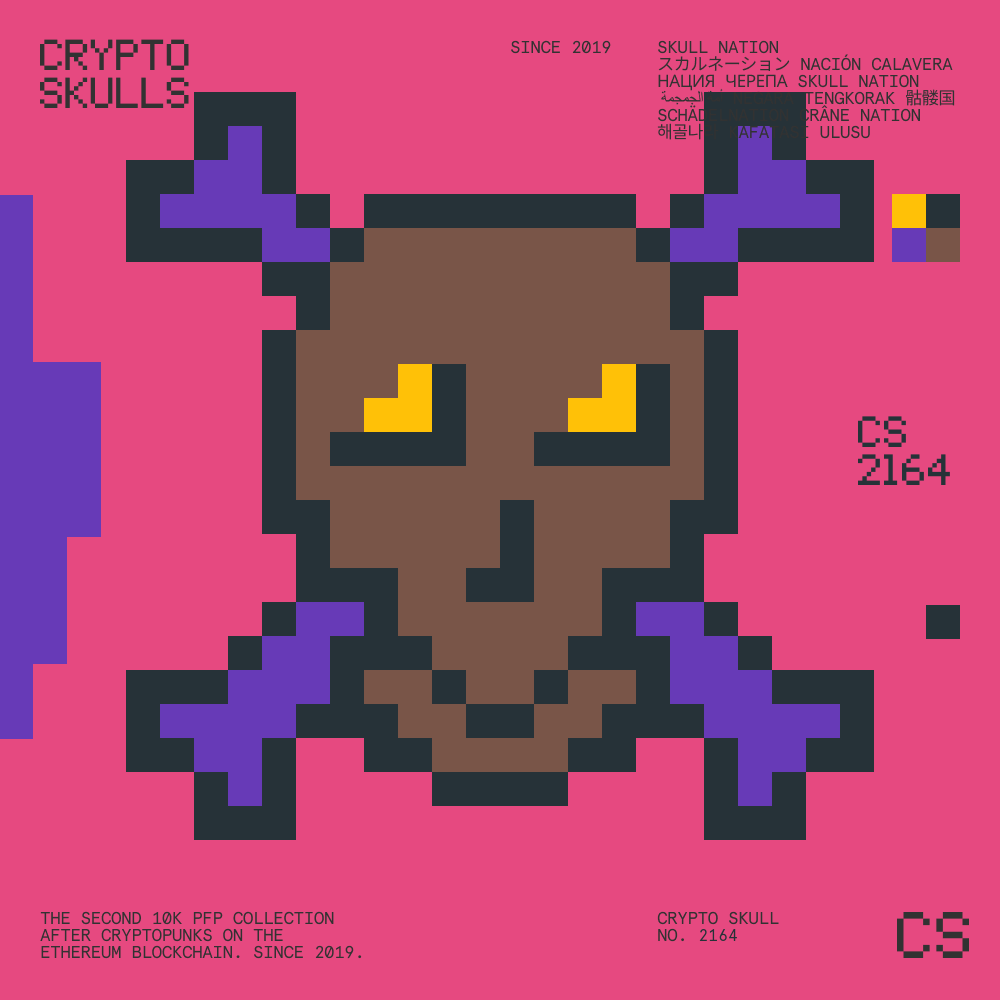 CRYPTO
SKULLS
SINCE 2019
SKULL NATION
スカルネーション NACIÓN CALAVERA
НАЦИЯ ЧЕРЕПА SKULL NATION
TENGKORAK 骷髅国
CRÂNE NATION
해골나 ULUSU
CS
2164
THE SECOND 10K PFP COLLECTION
AFTER CRYPTOPUNKS ON THE
ETHEREUM BLOCKCHAIN. SINCE 2019.
CRYPTO SKULL
NO. 2164
CS